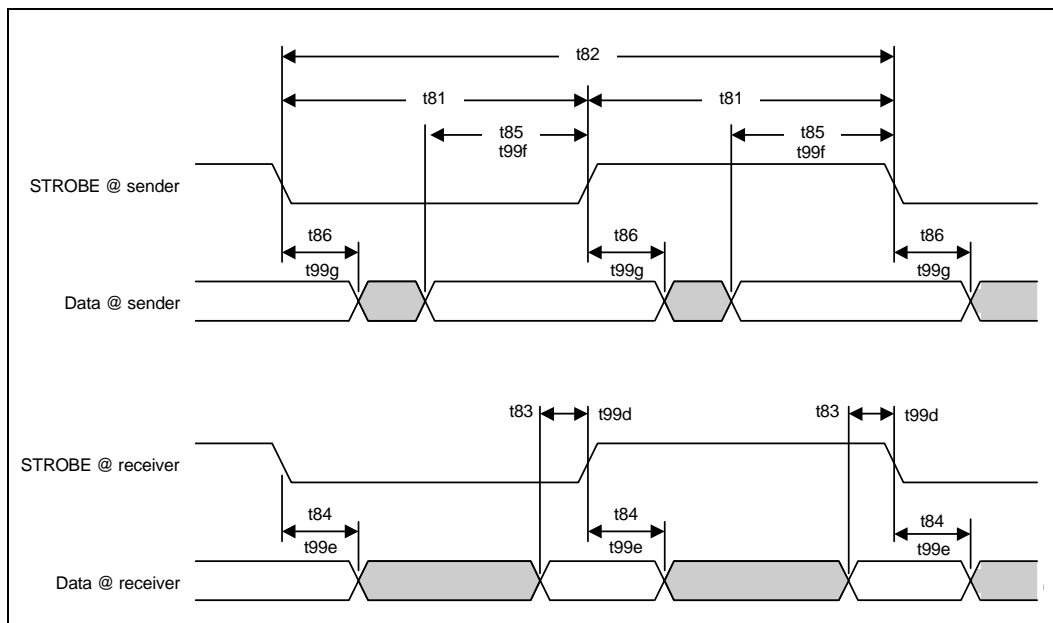 t82
t81 t81
t85 t85
t99f t99f
STROBE @ sender
t86 t86 t86
t99g t99g t99g
Data @ sender
t83 t99d t83 t99d
STROBE @ receiver
t84 t84 t84
t99e t99e t99e
Data @ receiver